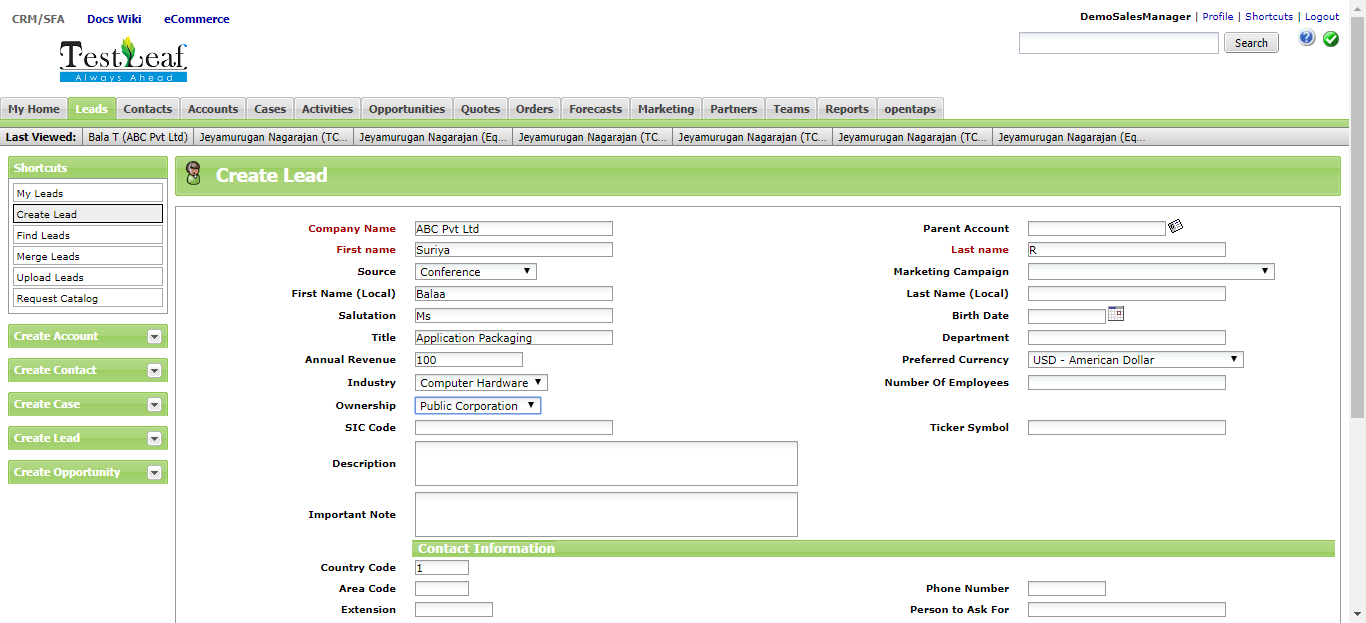 CRM/SFA Docs Wiki eCommerce
DemoSalesManager | Profile | Shortcuts | Logout
TestLeaf
Always Ahead
Search
My Home Leads Contacts Accounts Cases Activities Opportunities Quotes Orders Forecasts Marketing Partners Teams Reports opentaps
Last Viewed: Bala T (ABC Pvt Ltd) Jeyamurugan Nagarajan (TC... Jeyamurugan Nagarajan (Eq... Jeyamurugan Nagarajan (TC... Jeyamurugan Nagarajan (TC... Jeyamurugan Nagarajan (TC... Jeyamurugan Nagarajan (Eq...
Shortcuts
My Leads
Create Lead
Find Leads
Merge Leads
Upload Leads
Request Catalog
Create Account
Create Contact
Create Case
Create Lead
Create Opportunity
Create Lead
Company Name ABC Pvt Ltd Parent Account
First name Suriya Last name R
Source Conference Marketing Campaign
First Name (Local) Balaa Last Name (Local)
Salutation Ms Birth Date
Title Application Packaging Department
Annual Revenue 100 Preferred Currency USD - American Dollar
Industry Computer Hardware Number Of Employees
Ownership Public Corporation
SIC Code Ticker Symbol
Description
Important Note
Contact Information
Country Code 1
Area Code Phone Number
Extension Person to Ask For